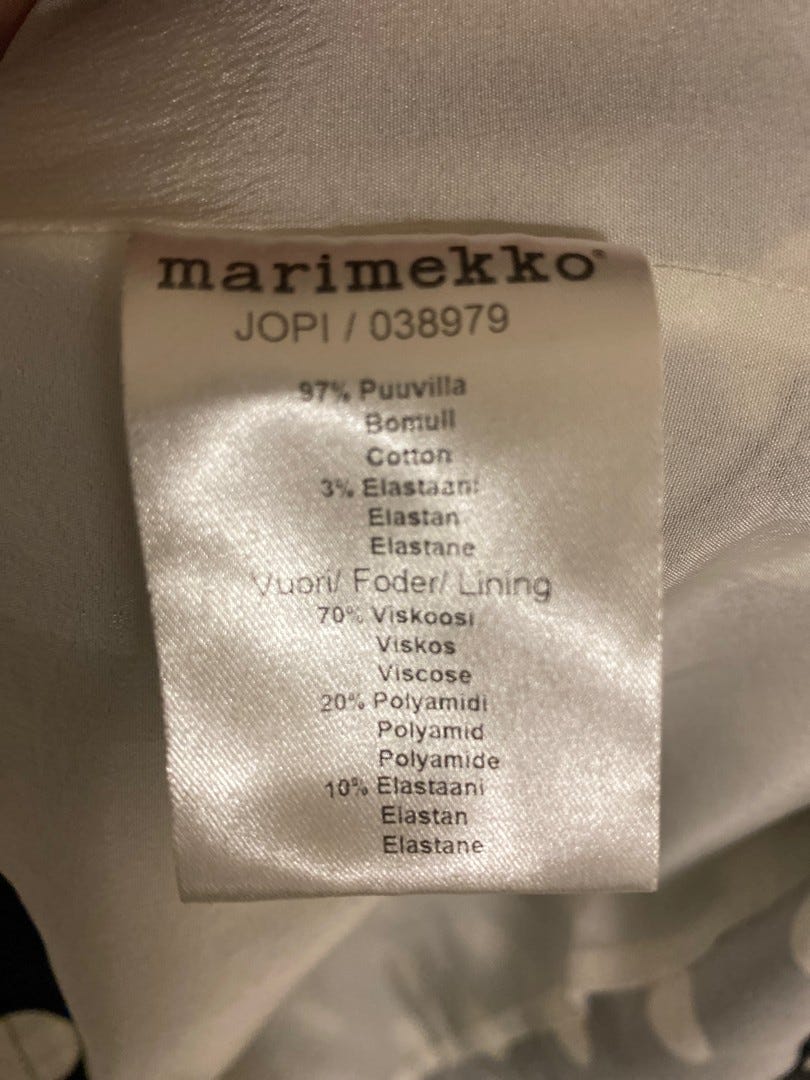 marimekko®
JOPI / 038979
97% Puuvilla
Bomull
Cotton
3% Elastaani
Elastan
Elastane
Vuori/ Foder/ Lining
70% Viskoosi
Viskos
Viscose
20% Polyamidi
Polyamid
Polyamide
10% Elastaani
Elastan
Elastane